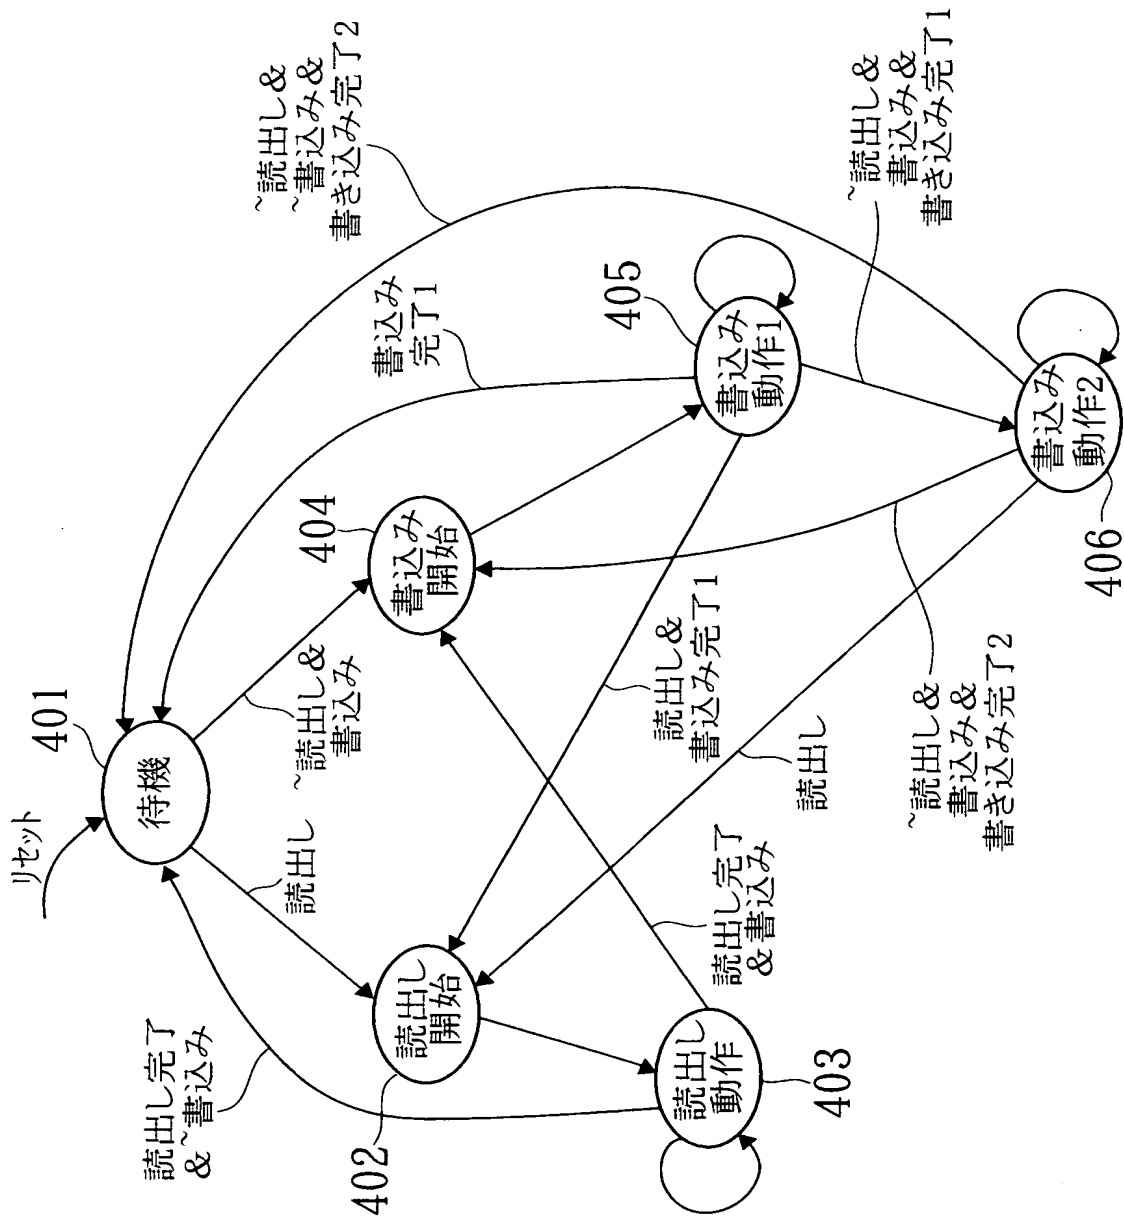 リセット
401
待機
読出し完了
&~書込み
読出し
~読出し&
書込み
書込み
完了1
~読出し&
~書込み&
書き込み完了2
402
読出し
開始
404
書込み
開始
405
書込み
動作1
403
読出し
動作
読出し完了
&書込み
読出し&
書込み完了1
読出し
~読出し&
書込み&
書き込み完了2
~読出し&
書込み&
書き込み完了1
406
書込み
動作2